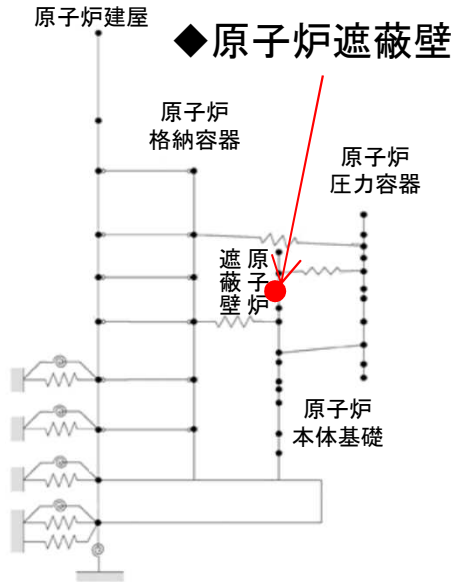 原子炉建屋
◆原子炉遮蔽壁
原子炉
格納容器
原子炉
圧力容器
原子炉
遮蔽壁
原子炉
本体基礎